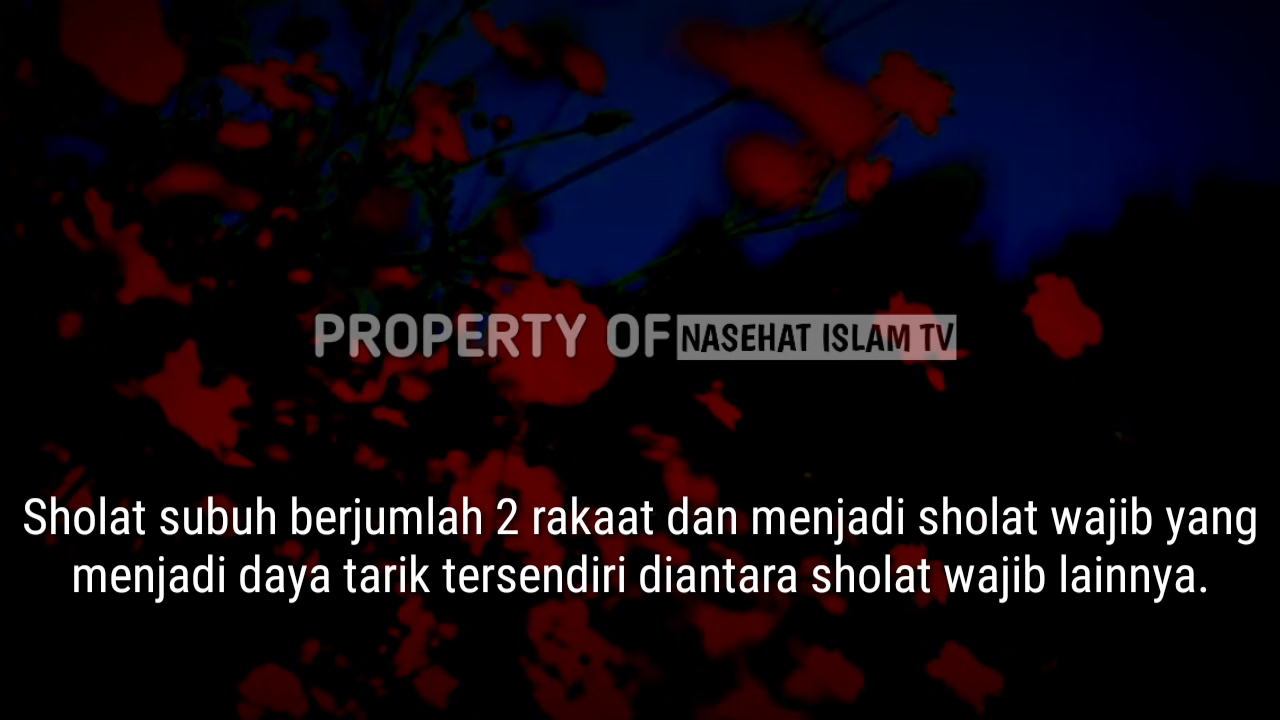 PROPERTY OF NASEHAT ISLAM TV
Sholat subuh berjumlah 2 rakaat dan menjadi sholat wajib yang
menjadi daya tarik tersendiri diantara sholat wajib lainnya.